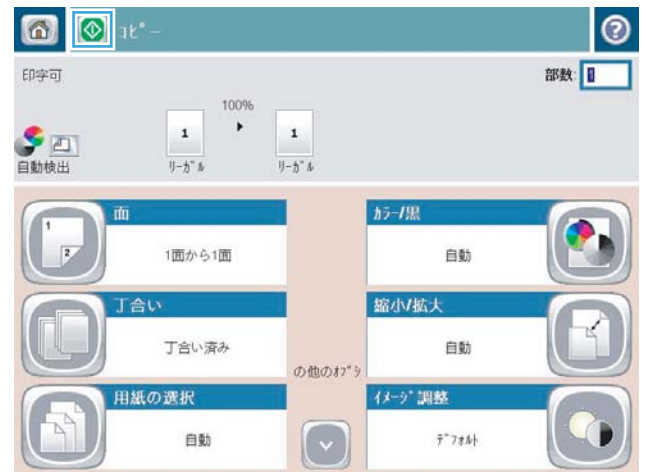 コピー
印字可
部数: 1
100%
1 1
自動検出
リーガル リーガル
面
1 2
1面から1面
カラー/黒
自動
丁合い
丁合い済み
縮小/拡大
自動
の他のオプシ
用紙の選択
自動
イメージ調整
デフォルト